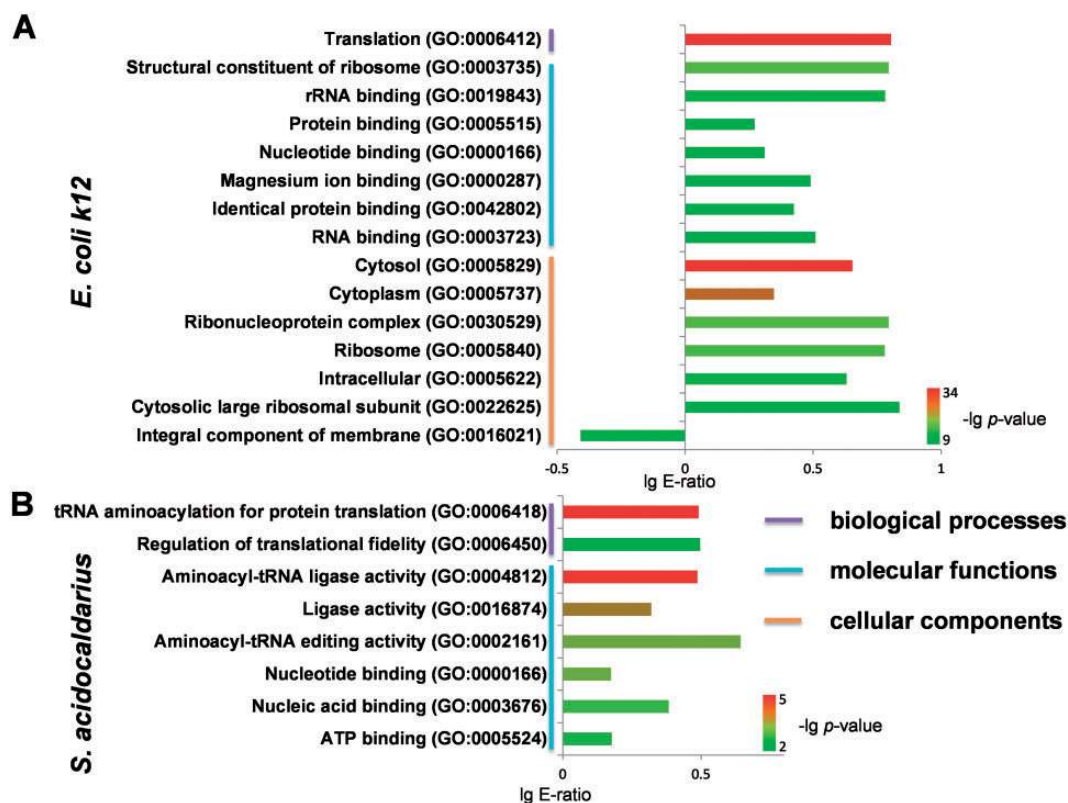 A
E. coli k12
Translation (GO:0006412)
Structural constituent of ribosome (GO:0003735)
rRNA binding (GO:0019843)
Protein binding (GO:0005515)
Nucleotide binding (GO:0000166)
Magnesium ion binding (GO:0000287)
Identical protein binding (GO:0042802)
RNA binding (GO:0003723)
Cytosol (GO:0005829)
Cytoplasm (GO:0005737)
Ribonucleoprotein complex (GO:0030529)
Ribosome (GO:0005840)
Intracellular (GO:0005622)
Cytosolic large ribosomal subunit (GO:0022625)
Integral component of membrane (GO:0016021)
34
-lg p-value
9
-0.5 0 0.5 1
lg E-ratio
B
S. acidocaldarius
tRNA aminoacylation for protein translation (GO:0006418)
Regulation of translational fidelity (GO:0006450)
Aminoacyl-tRNA ligase activity (GO:0004812)
Ligase activity (GO:0016874)
Aminoacyl-tRNA editing activity (GO:0002161)
Nucleotide binding (GO:0000166)
Nucleic acid binding (GO:0003676)
ATP binding (GO:0005524)
biological processes
molecular functions
cellular components
5
-lg p-value
2
0 0.5
lg E-ratio